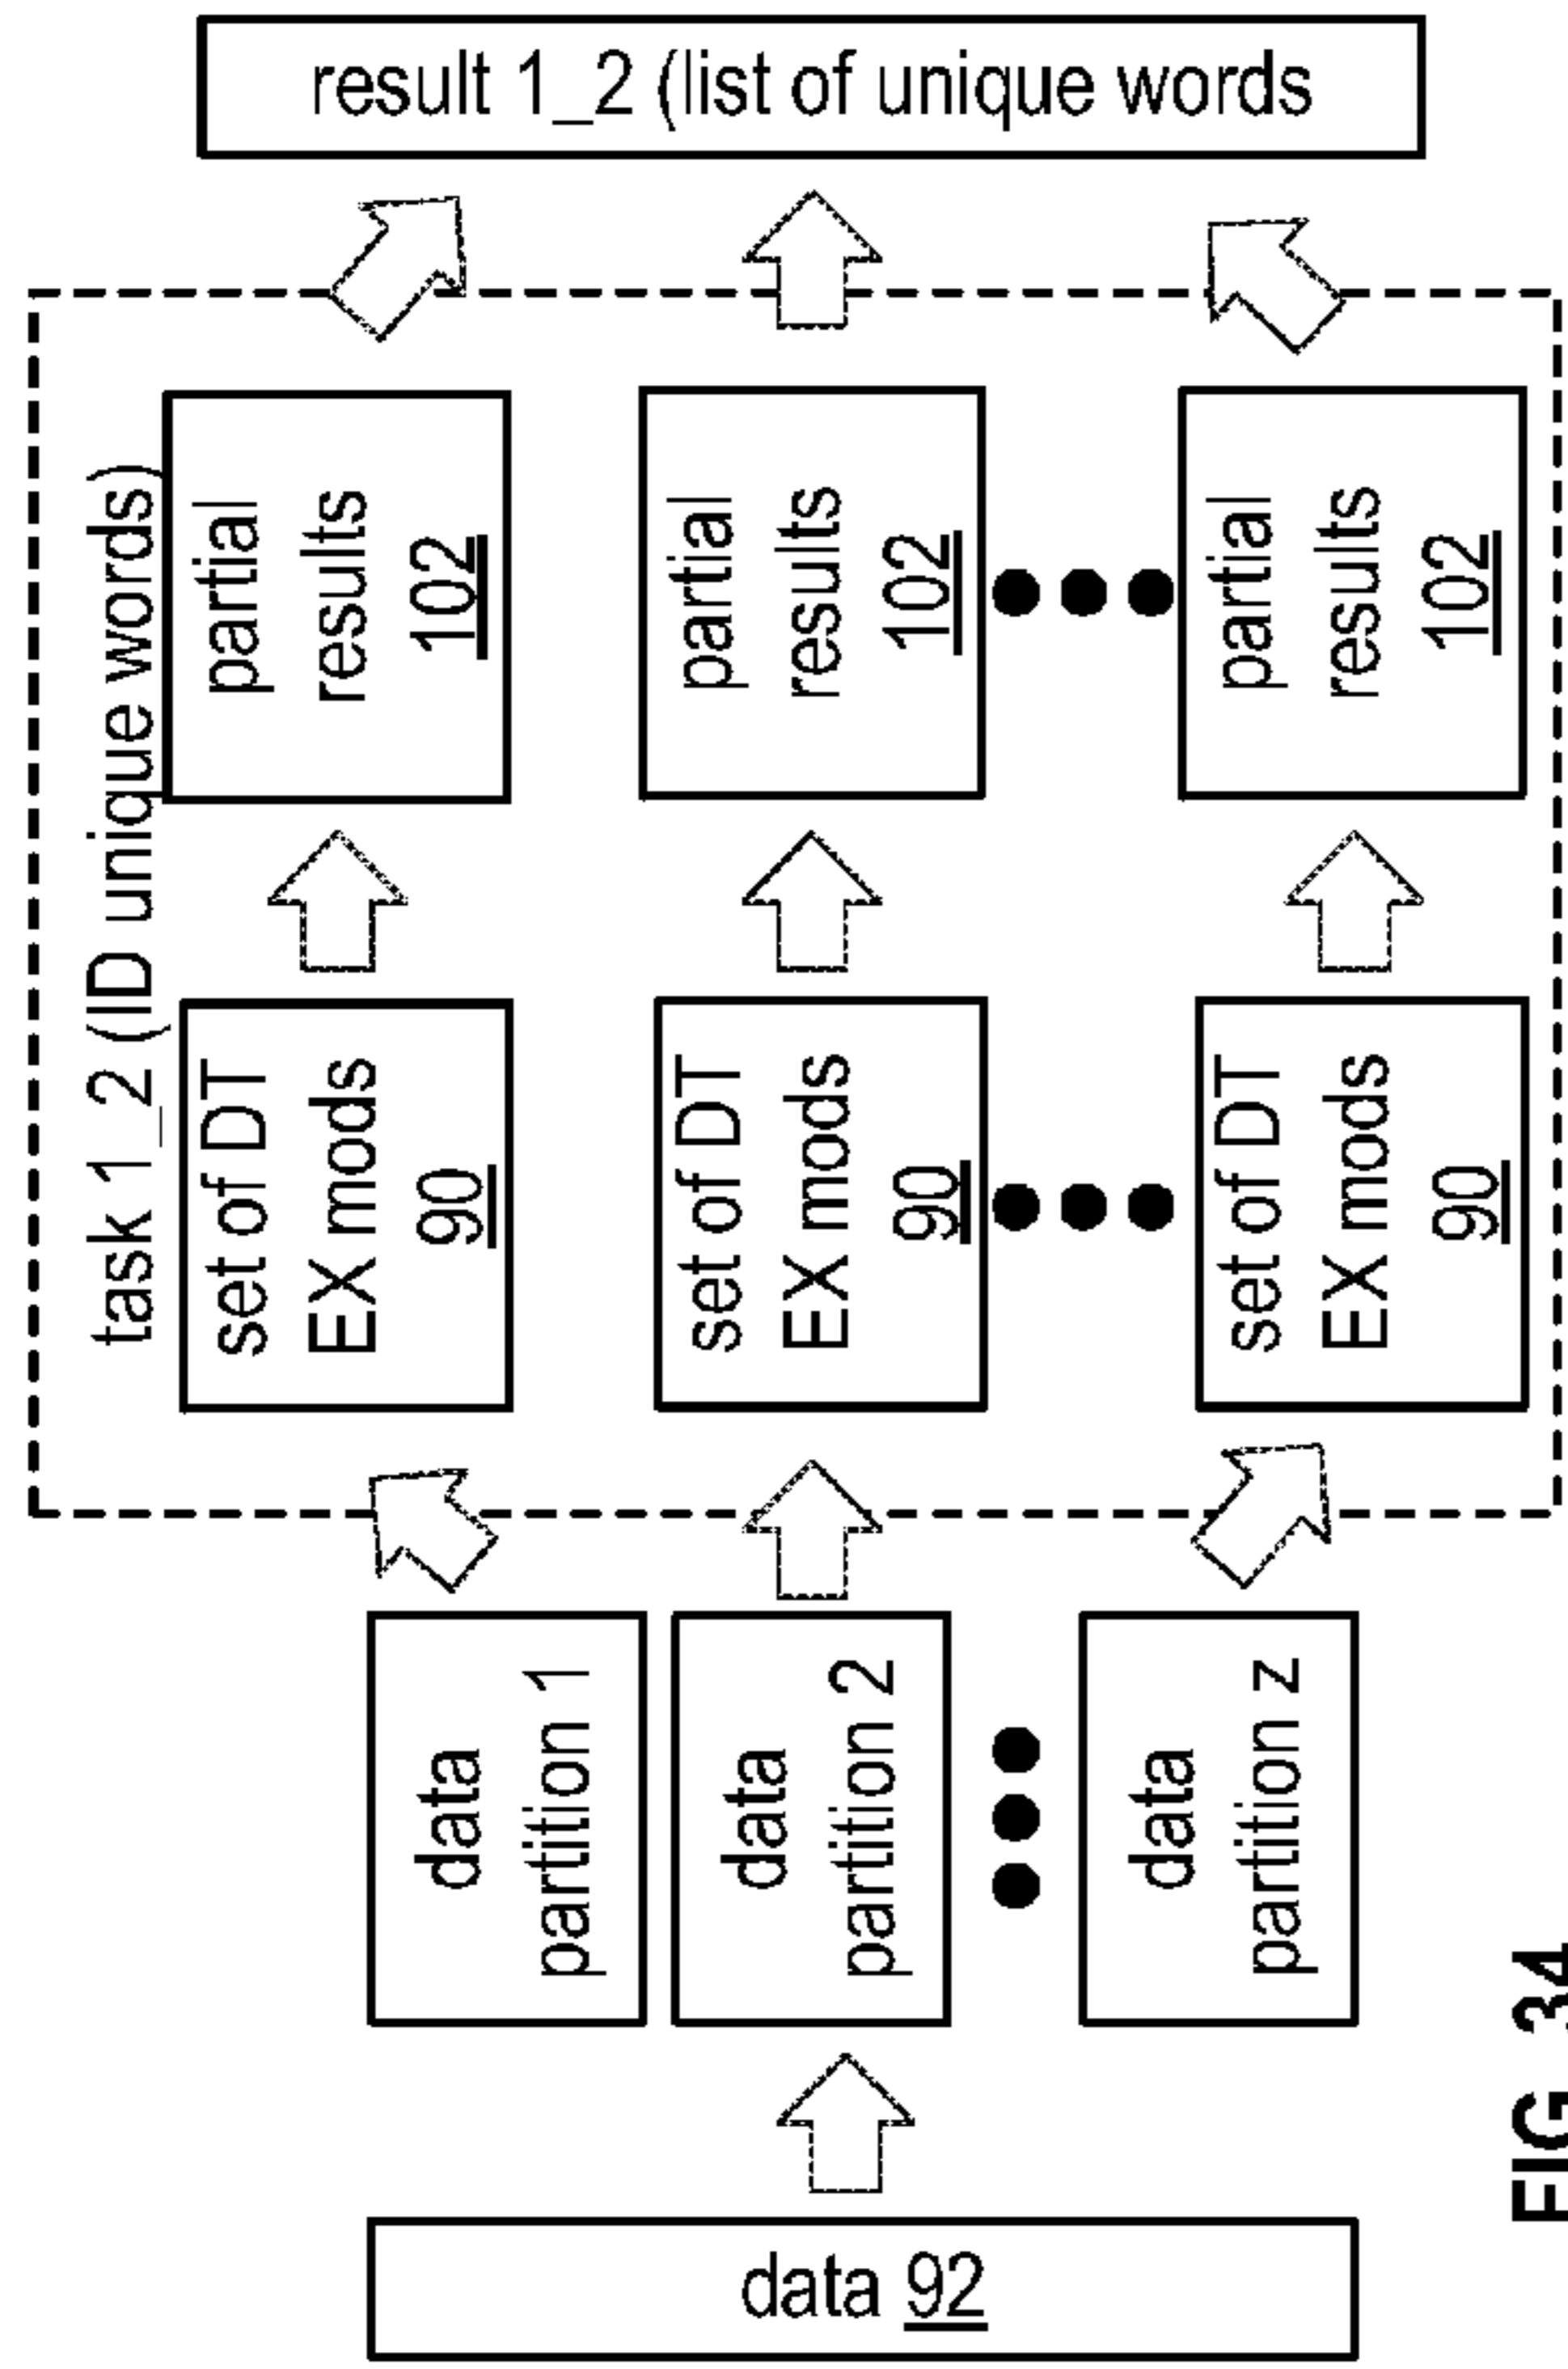 result 1_2 (list of unique words
task 1_2 (ID unique words)
partial
results
102
partial
results
102
partial
results
102
set of DT
EX mods
90
set of DT
EX mods
90
set of DT
EX mods
90
data
partition 1
data
partition 2
data
partition z
data 92
FIG. 34